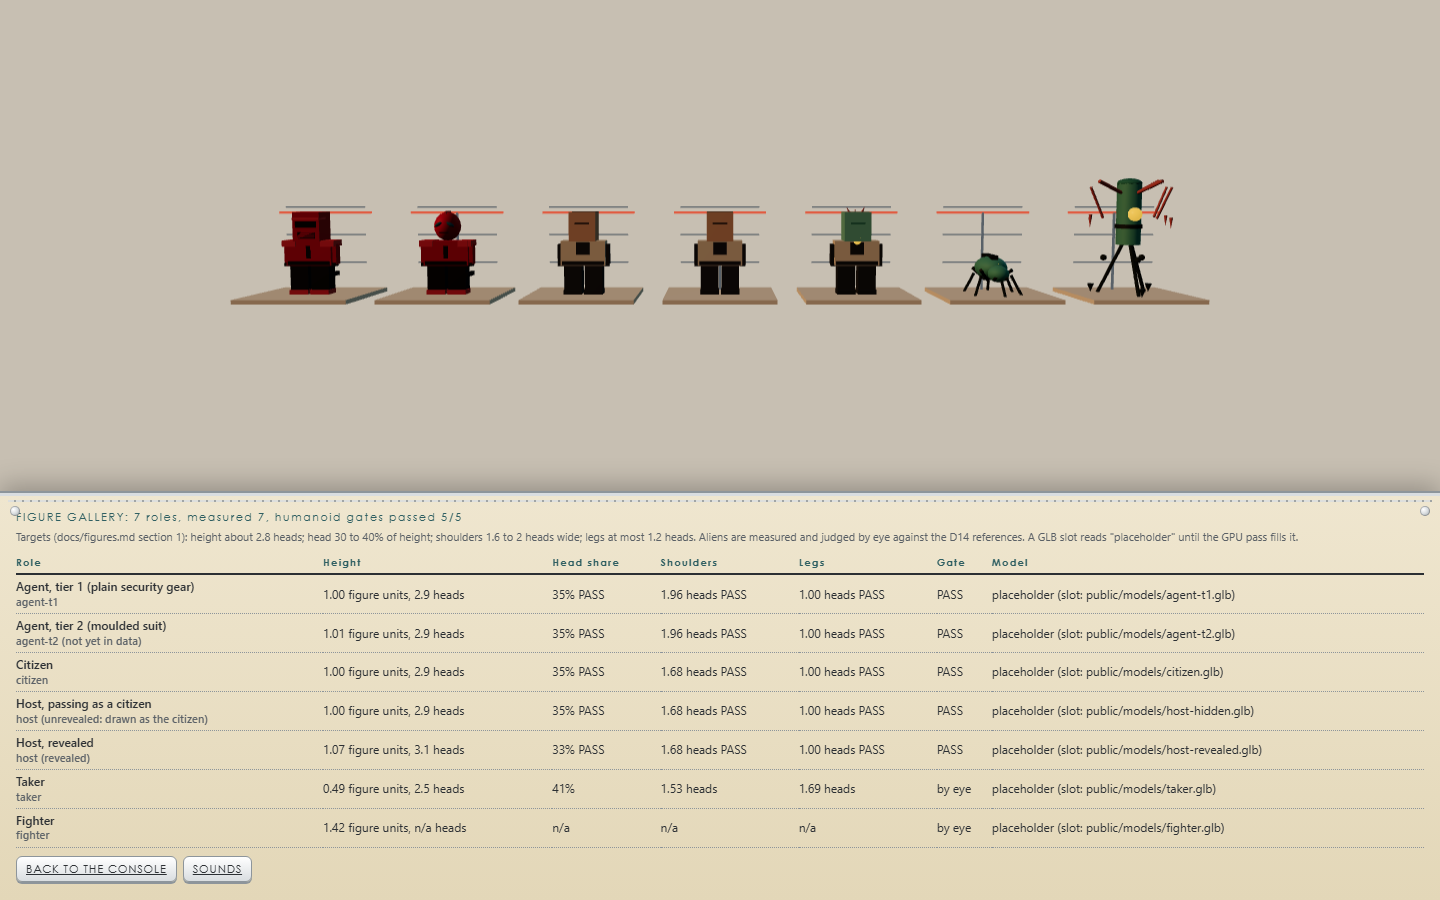 FIGURE GALLERY: 7 roles, measured 7, humanoid gates passed 5/5
Targets (docs/figures.md section 1): height about 2.8 heads; head 30 to 40% of height; shoulders 1.6 to 2 heads wide; legs at most 1.2 heads. Aliens are measured and judged by eye against the D14 references. A GLB slot reads "placeholder" until the GPU pass fills it.
Role Height Head share Shoulders Legs Gate Model
Agent, tier 1 (plain security gear)
agent-t1
1.00 figure units, 2.9 heads 35% PASS 1.96 heads PASS 1.00 heads PASS PASS placeholder (slot: public/models/agent-t1.glb)
Agent, tier 2 (moulded suit)
agent-t2 (not yet in data)
1.01 figure units, 2.9 heads 35% PASS 1.96 heads PASS 1.00 heads PASS PASS placeholder (slot: public/models/agent-t2.glb)
Citizen
citizen
1.00 figure units, 2.9 heads 35% PASS 1.68 heads PASS 1.00 heads PASS PASS placeholder (slot: public/models/citizen.glb)
Host, passing as a citizen
host (unrevealed: drawn as the citizen)
1.00 figure units, 2.9 heads 35% PASS 1.68 heads PASS 1.00 heads PASS PASS placeholder (slot: public/models/host-hidden.glb)
Host, revealed
host (revealed)
1.07 figure units, 3.1 heads 33% PASS 1.68 heads PASS 1.00 heads PASS PASS placeholder (slot: public/models/host-revealed.glb)
Taker
taker
0.49 figure units, 2.5 heads 41% 1.53 heads 1.69 heads by eye placeholder (slot: public/models/taker.glb)
Fighter
fighter
1.42 figure units, n/a heads n/a n/a n/a by eye placeholder (slot: public/models/fighter.glb)
BACK TO THE CONSOLE SOUNDS